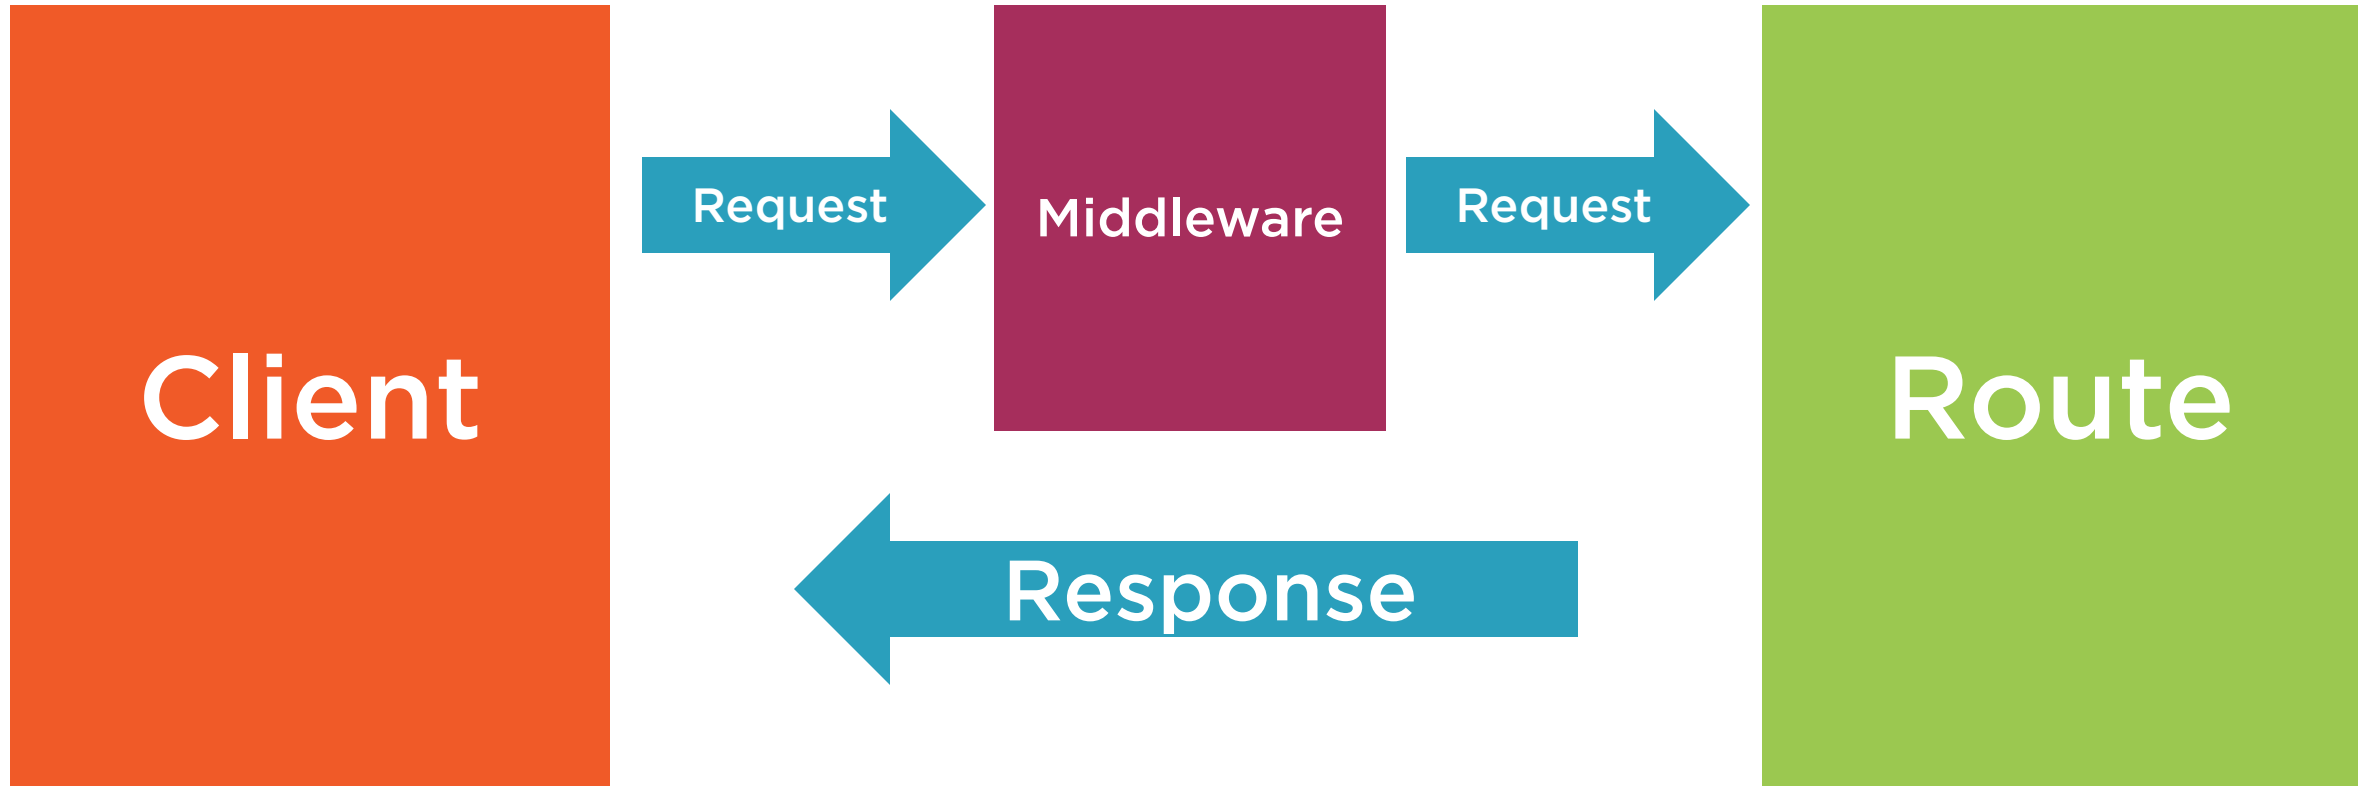 Client
Request
Middleware
Request
Route
Response